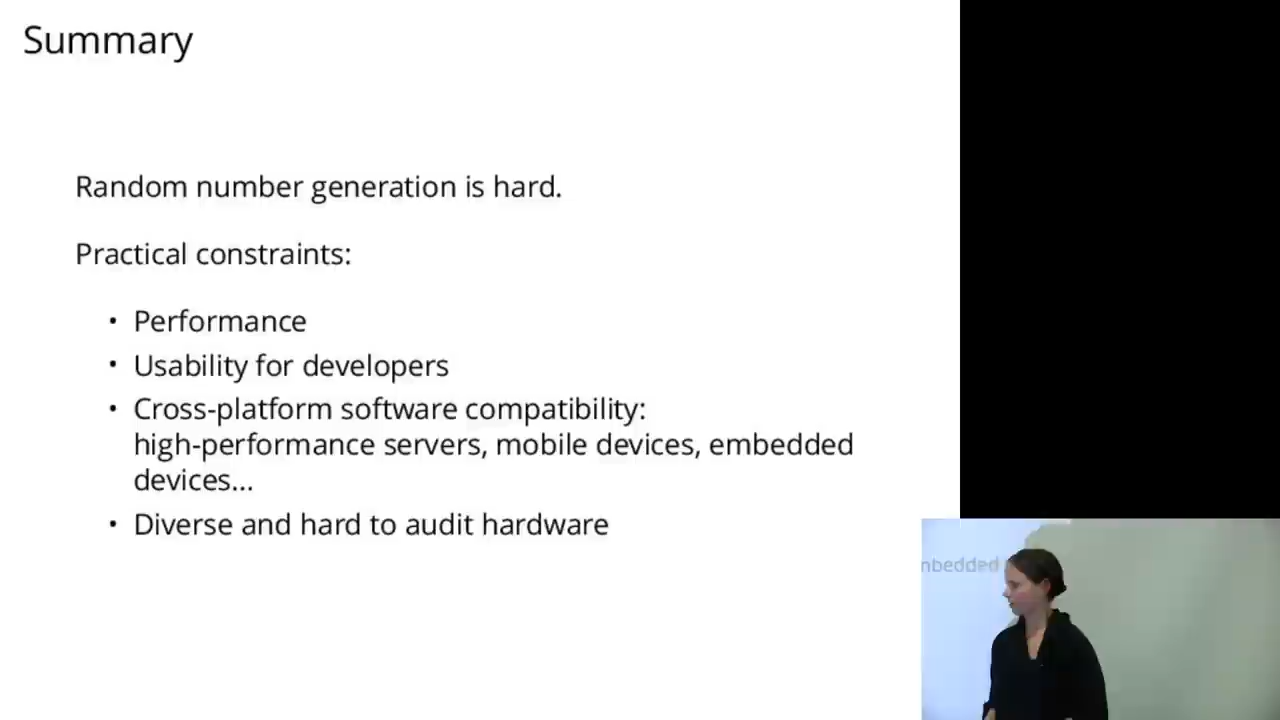 Summary
Random number generation is hard.
Practical constraints:
• Performance
• Usability for developers
• Cross-platform software compatibility:
high-performance servers, mobile devices, embedded
devices...
• Diverse and hard to audit hardware